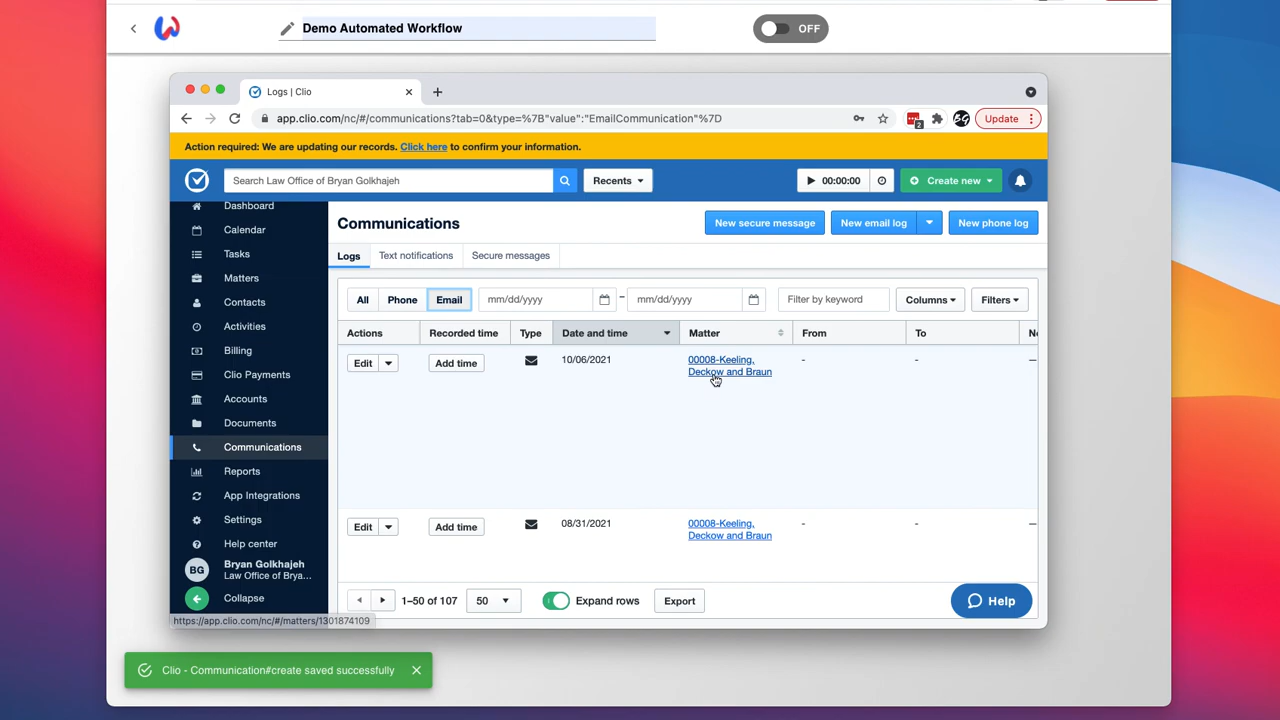 Demo Automated Workflow
OFF
Logs | Clio
app.clio.com/nc/#/communications?tab=0&type=%7B"value":"EmailCommunication"%7D
2
Update
Action required: We are updating our records. Click here to confirm your information.
Search Law Office of Bryan Golkhajeh
Recents
00:00:00
Create new
Dashboard
Calendar
Tasks
Matters
Contacts
Activities
Billing
Clio Payments
Accounts
Documents
Communications
Reports
App Integrations
Settings
Help center
BG
Bryan Golkhajeh
Law Office of Brya...
Collapse
Communications
New secure message
New email log
New phone log
Logs
Text notifications
Secure messages
All
Phone
Email
mm/dd/yyyy
–
mm/dd/yyyy
Filter by keyword
Columns
Filters
Actions
Recorded time
Type
Date and time
Matter
From
To
Edit
Add time
10/06/2021
00008-Keeling,
Deckow and Braun
-
-
—
Edit
Add time
08/31/2021
00008-Keeling,
Deckow and Braun
-
-
—
1–50 of 107
50
Expand rows
Export
Help
https://app.clio.com/nc/#/matters/1301874109
Clio - Communication#create saved successfully